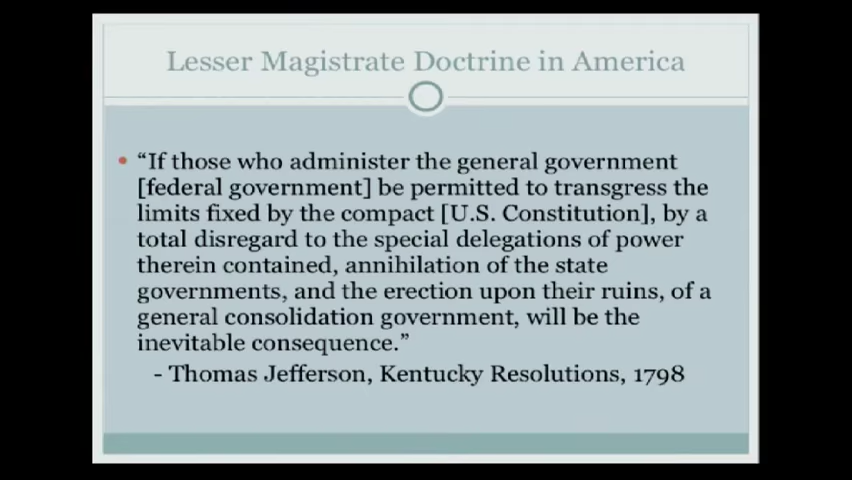 Lesser Magistrate Doctrine in America
• “If those who administer the general government
[federal government] be permitted to transgress the
limits fixed by the compact [U.S. Constitution], by a
total disregard to the special delegations of power
therein contained, annihilation of the state
governments, and the erection upon their ruins, of a
general consolidation government, will be the
inevitable consequence.”
- Thomas Jefferson, Kentucky Resolutions, 1798